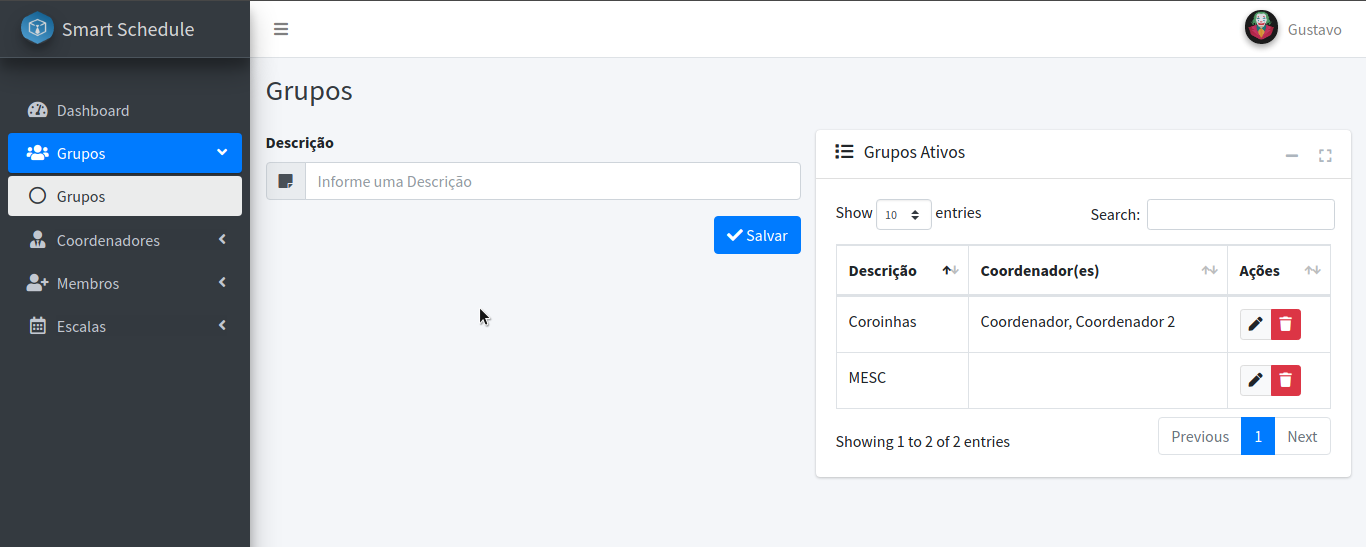 Smart Schedule
Gustavo
Dashboard
Grupos
Grupos
Coordenadores
Membros
Escalas
Grupos
Descrição
Informe uma Descrição
Salvar
Grupos Ativos
Show 10 entries Search:
Descrição Coordenador(es) Ações
Coroinhas Coordenador, Coordenador 2
MESC
Showing 1 to 2 of 2 entries Previous 1 Next